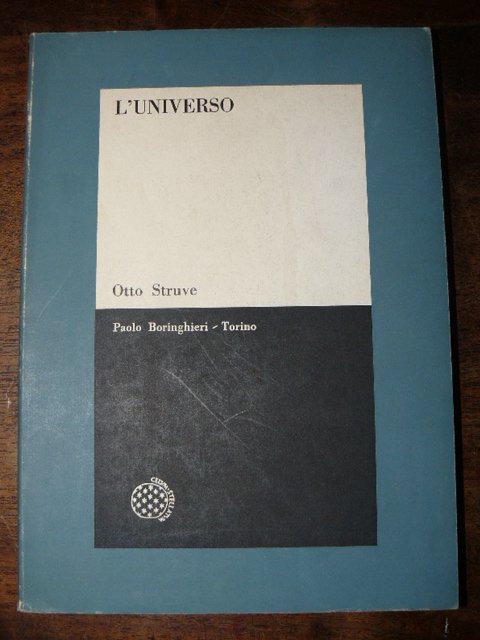 L'UNIVERSO
Otto Struve
Paolo Boringhieri - Torino